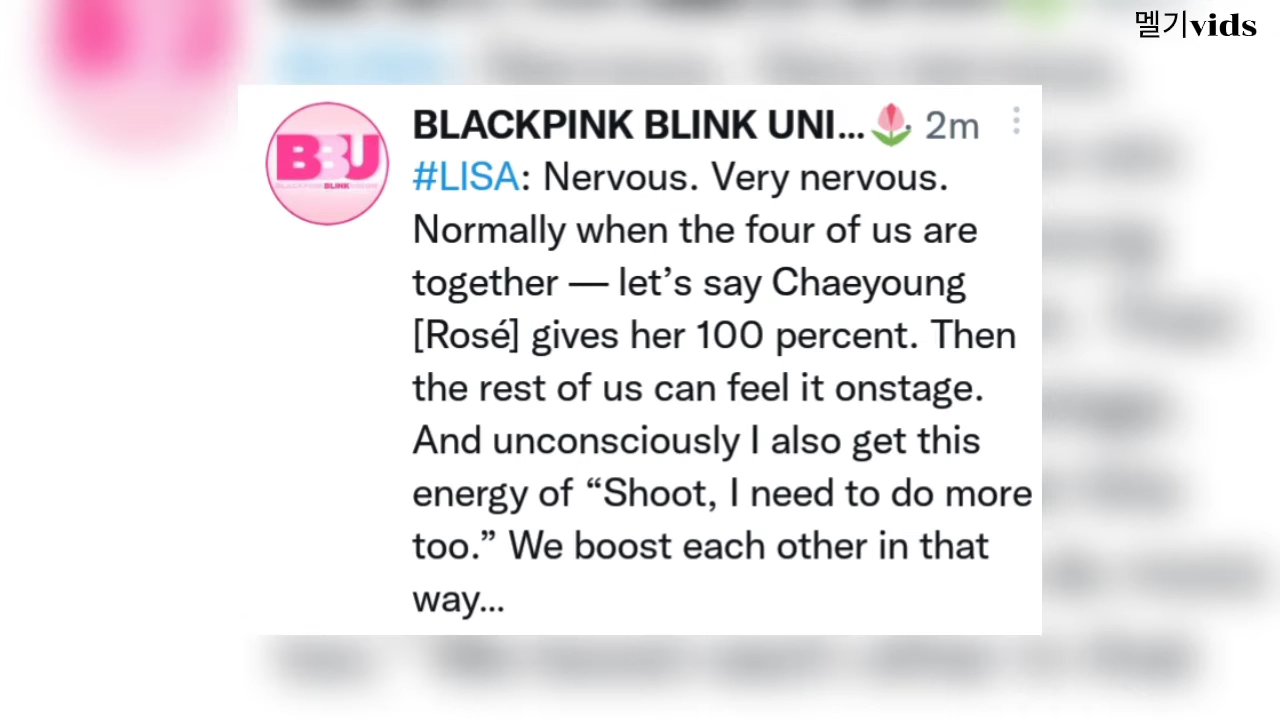 멜기vids
BLACKPINK BLINK UNI...🌷. 2m
BBU
BLINK
#LISA: Nervous. Very nervous.
Normally when the four of us are
together — let’s say Chaeyoung
[Rosé] gives her 100 percent. Then
the rest of us can feel it onstage.
And unconsciously I also get this
energy of “Shoot, I need to do more
too.” We boost each other in that
way...